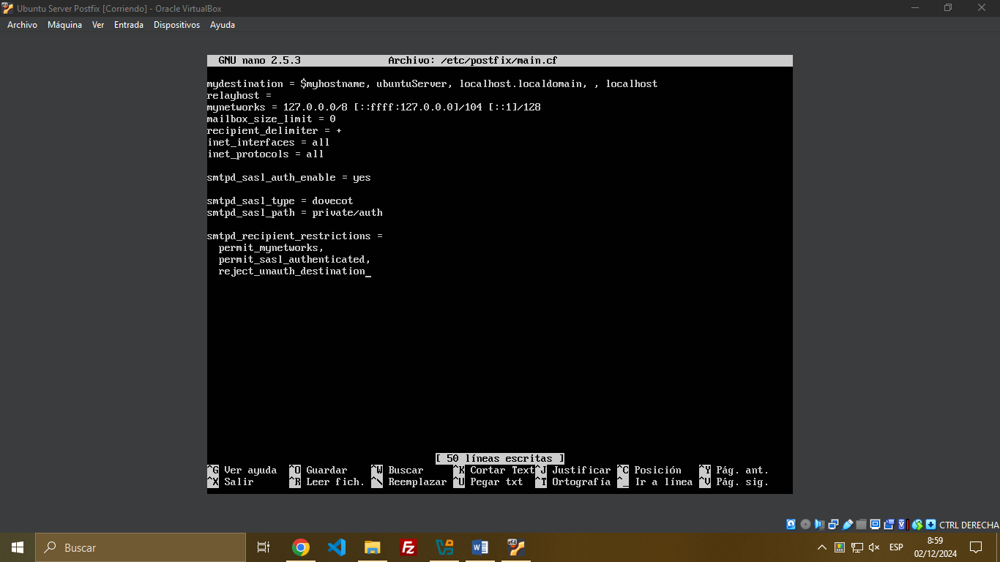 Ubuntu Server Postfix [Corriendo] - Oracle VirtualBox
Archivo Máquina Ver Entrada Dispositivos Ayuda
GNU nano 2.5.3 Archivo: /etc/postfix/main.cf
mydestination = $myhostname, ubuntuServer, localhost.localdomain, , localhost
relayhost =
mynetworks = 127.0.0.0/8 [::ffff:127.0.0.0]/104 [::1]/128
mailbox_size_limit = 0
recipient_delimiter = +
inet_interfaces = all
inet_protocols = all
smtpd_sasl_auth_enable = yes
smtpd_sasl_type = dovecot
smtpd_sasl_path = private/auth
smtpd_recipient_restrictions =
permit_mynetworks,
permit_sasl_authenticated,
reject_unauth_destination
[ 50 líneas escritas ]
^G Ver ayuda ^O Guardar ^W Buscar ^K Cortar Text ^J Justificar ^C Posición ^Y Pág. ant.
^X Salir ^R Leer fich. ^\ Reemplazar ^U Pegar txt ^T Ortografía ^_ Ir a línea ^V Pág. sig.
CTRL DERECHA
Buscar
ESP
8:59
02/12/2024